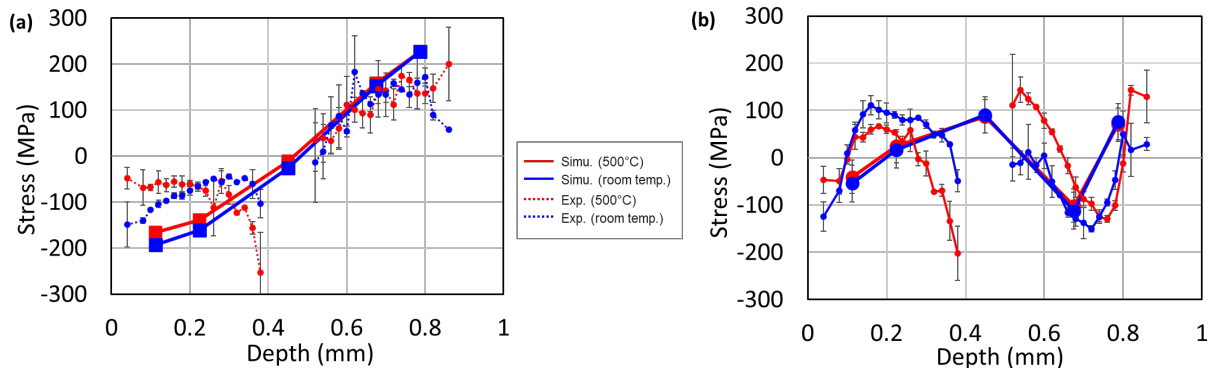 (a)
300
200
100
0
-100
-200
-300
Stress (MPa)
0 0.2 0.4 0.6 0.8 1
Depth (mm)
Simu. (500°C)
Simu. (room temp.)
Exp. (500°C)
Exp. (room temp.)
(b)
300
200
100
0
-100
-200
-300
Stress (MPa)
0 0.2 0.4 0.6 0.8 1
Depth (mm)